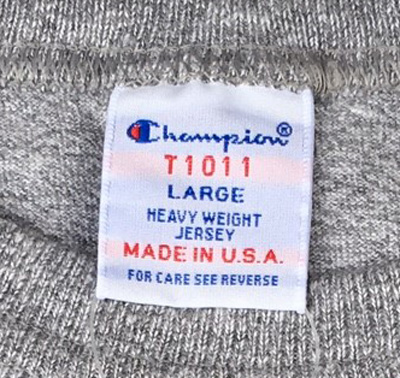 Champion®
T1011
LARGE
HEAVY WEIGHT
JERSEY
MADE IN U.S.A.
FOR CARE SEE REVERSE